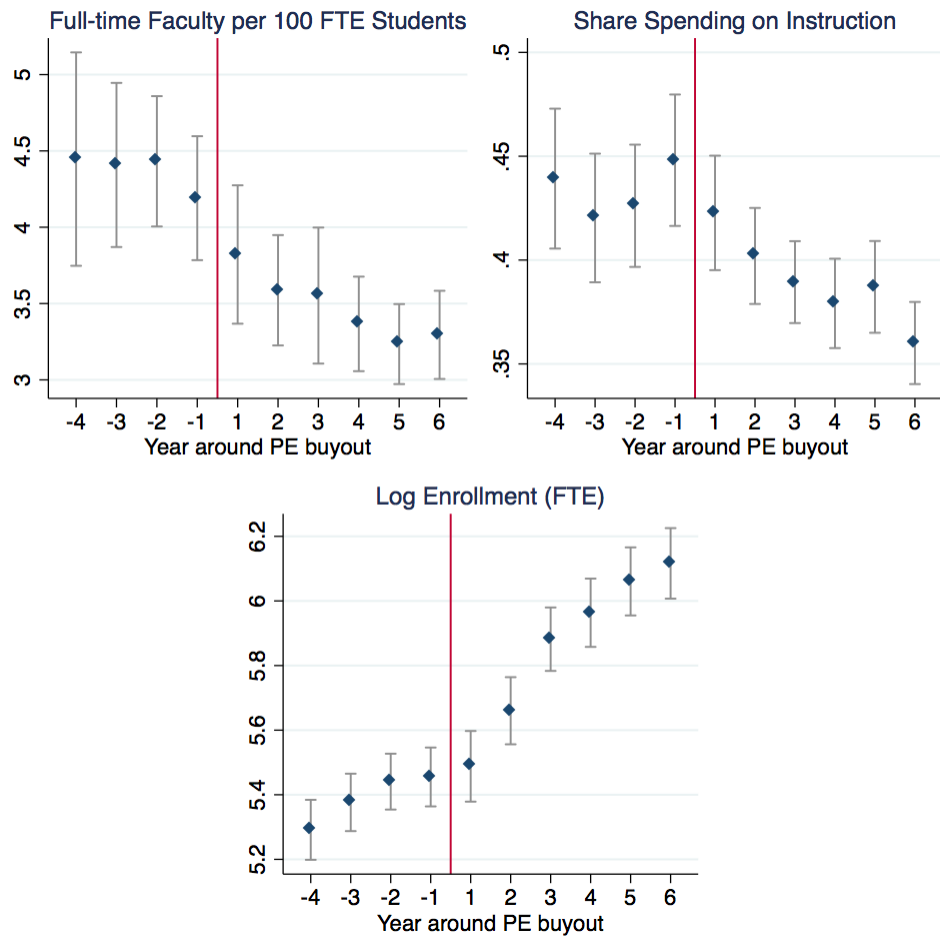 Full-time Faculty per 100 FTE Students
5
4.5
4
3.5
3
-4 -3 -2 -1 1 2 3 4 5 6
Year around PE buyout
Share Spending on Instruction
.5
.45
.4
.35
-4 -3 -2 -1 1 2 3 4 5 6
Year around PE buyout
Log Enrollment (FTE)
6.2
6
5.8
5.6
5.4
5.2
-4 -3 -2 -1 1 2 3 4 5 6
Year around PE buyout